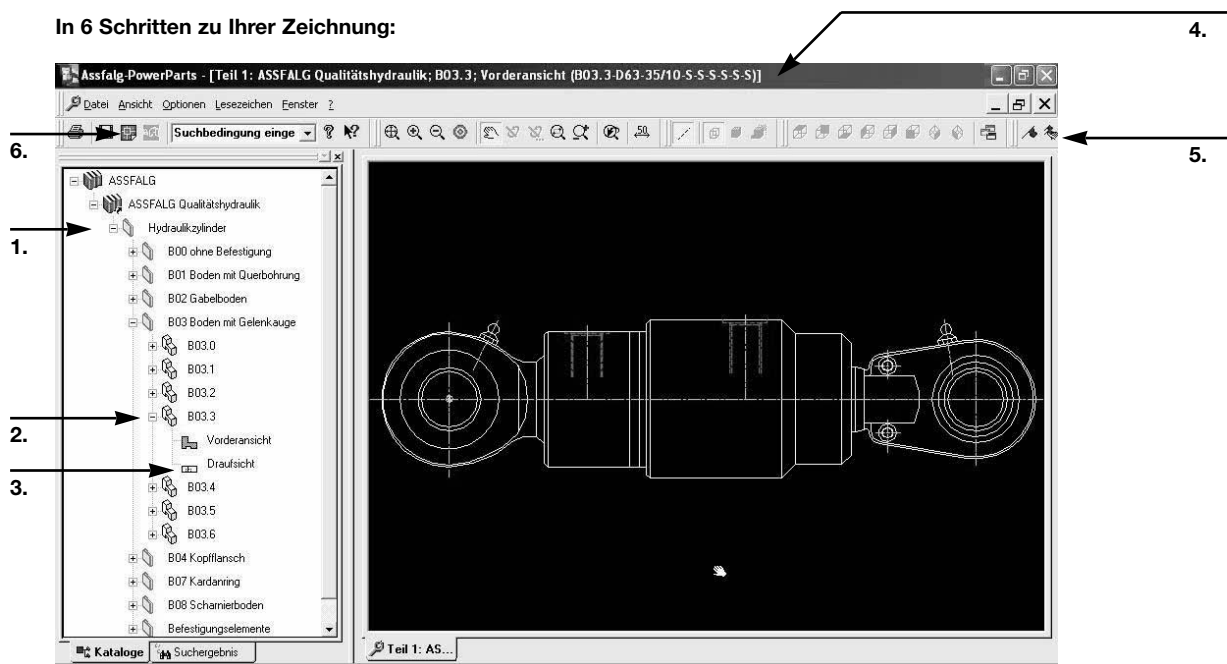 In 6 Schritten zu Ihrer Zeichnung:
4.
Assfalg-PowerParts - [Teil 1: ASSFALG Qualitätshydraulik; B03.3; Vorderansicht (B03.3-D63-35/10-S-S-S-S-S-S)]
Datei Ansicht Optionen Lesezeichen Fenster ?
Suchbedingung einge
6.
5.
ASSFALG
ASSFALG Qualitätshydraulik
1.
Hydraulikzylinder
B00 ohne Befestigung
B01 Boden mit Querbohrung
B02 Gabelboden
B03 Boden mit Gelenkauge
B03.0
B03.1
B03.2
2.
B03.3
Vorderansicht
3.
Draufsicht
B03.4
B03.5
B03.6
B04 Kopfflansch
B07 Kardanring
B08 Scharnierboden
Befestigungselemente
Kataloge Suchergebnis
Teil 1: AS...